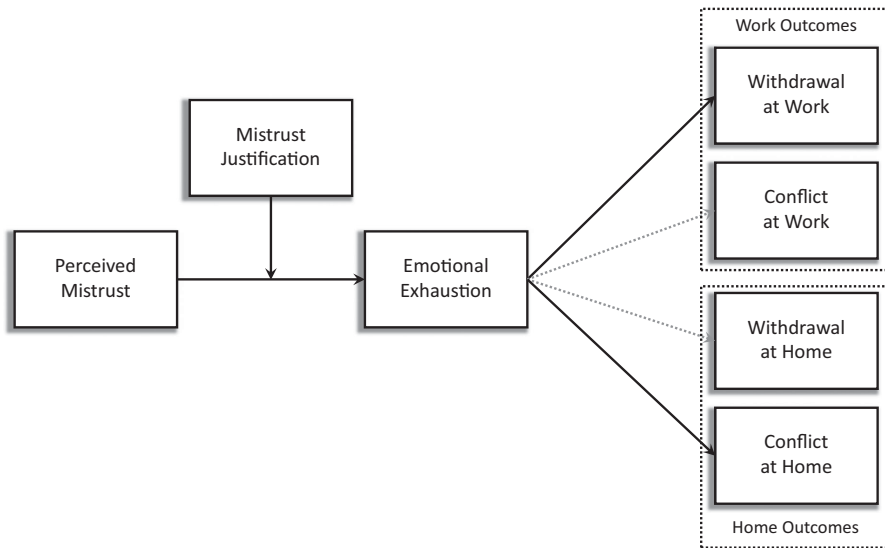 Work Outcomes
Withdrawal
at Work
Mistrust
Justification
Conflict
at Work
Perceived
Mistrust
Emotional
Exhaustion
Withdrawal
at Home
Conflict
at Home
Home Outcomes